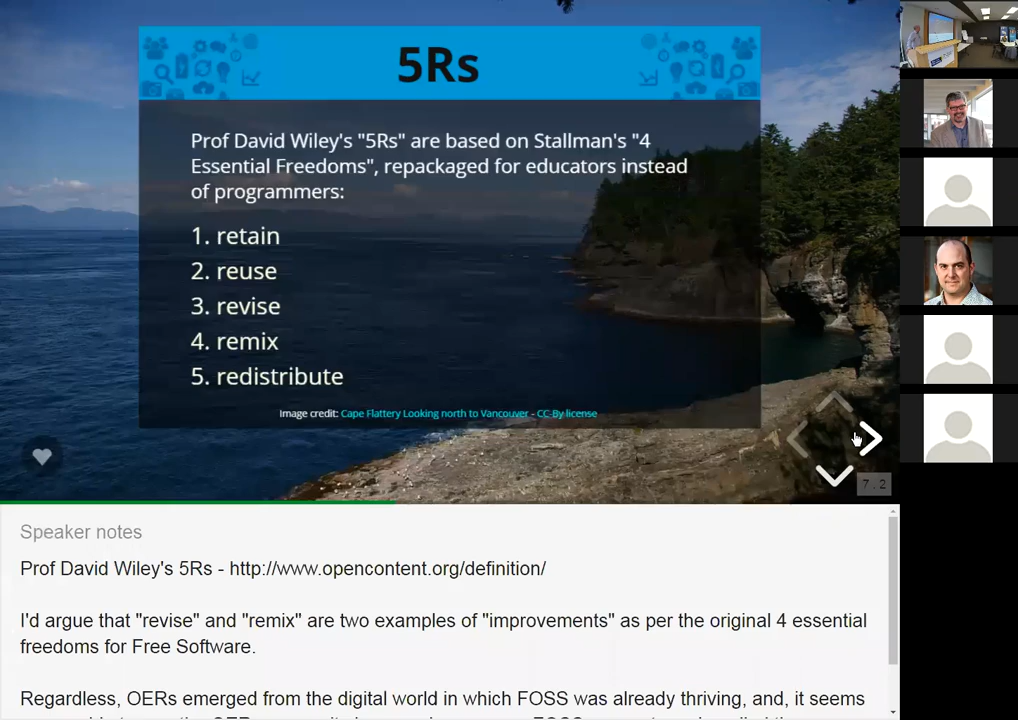 5Rs
Prof David Wiley's "5Rs" are based on Stallman's "4
Essential Freedoms", repackaged for educators instead
of programmers:
1. retain
2. reuse
3. revise
4. remix
5. redistribute
Image credit: Cape Flattery Looking north to Vancouver - CC-By license
7.2
Speaker notes
Prof David Wiley's 5Rs - http://www.opencontent.org/definition/
I'd argue that "revise" and "remix" are two examples of "improvements" as per the original 4 essential
freedoms for Free Software.
Regardless, OERs emerged from the digital world in which FOSS was already thriving, and, it seems